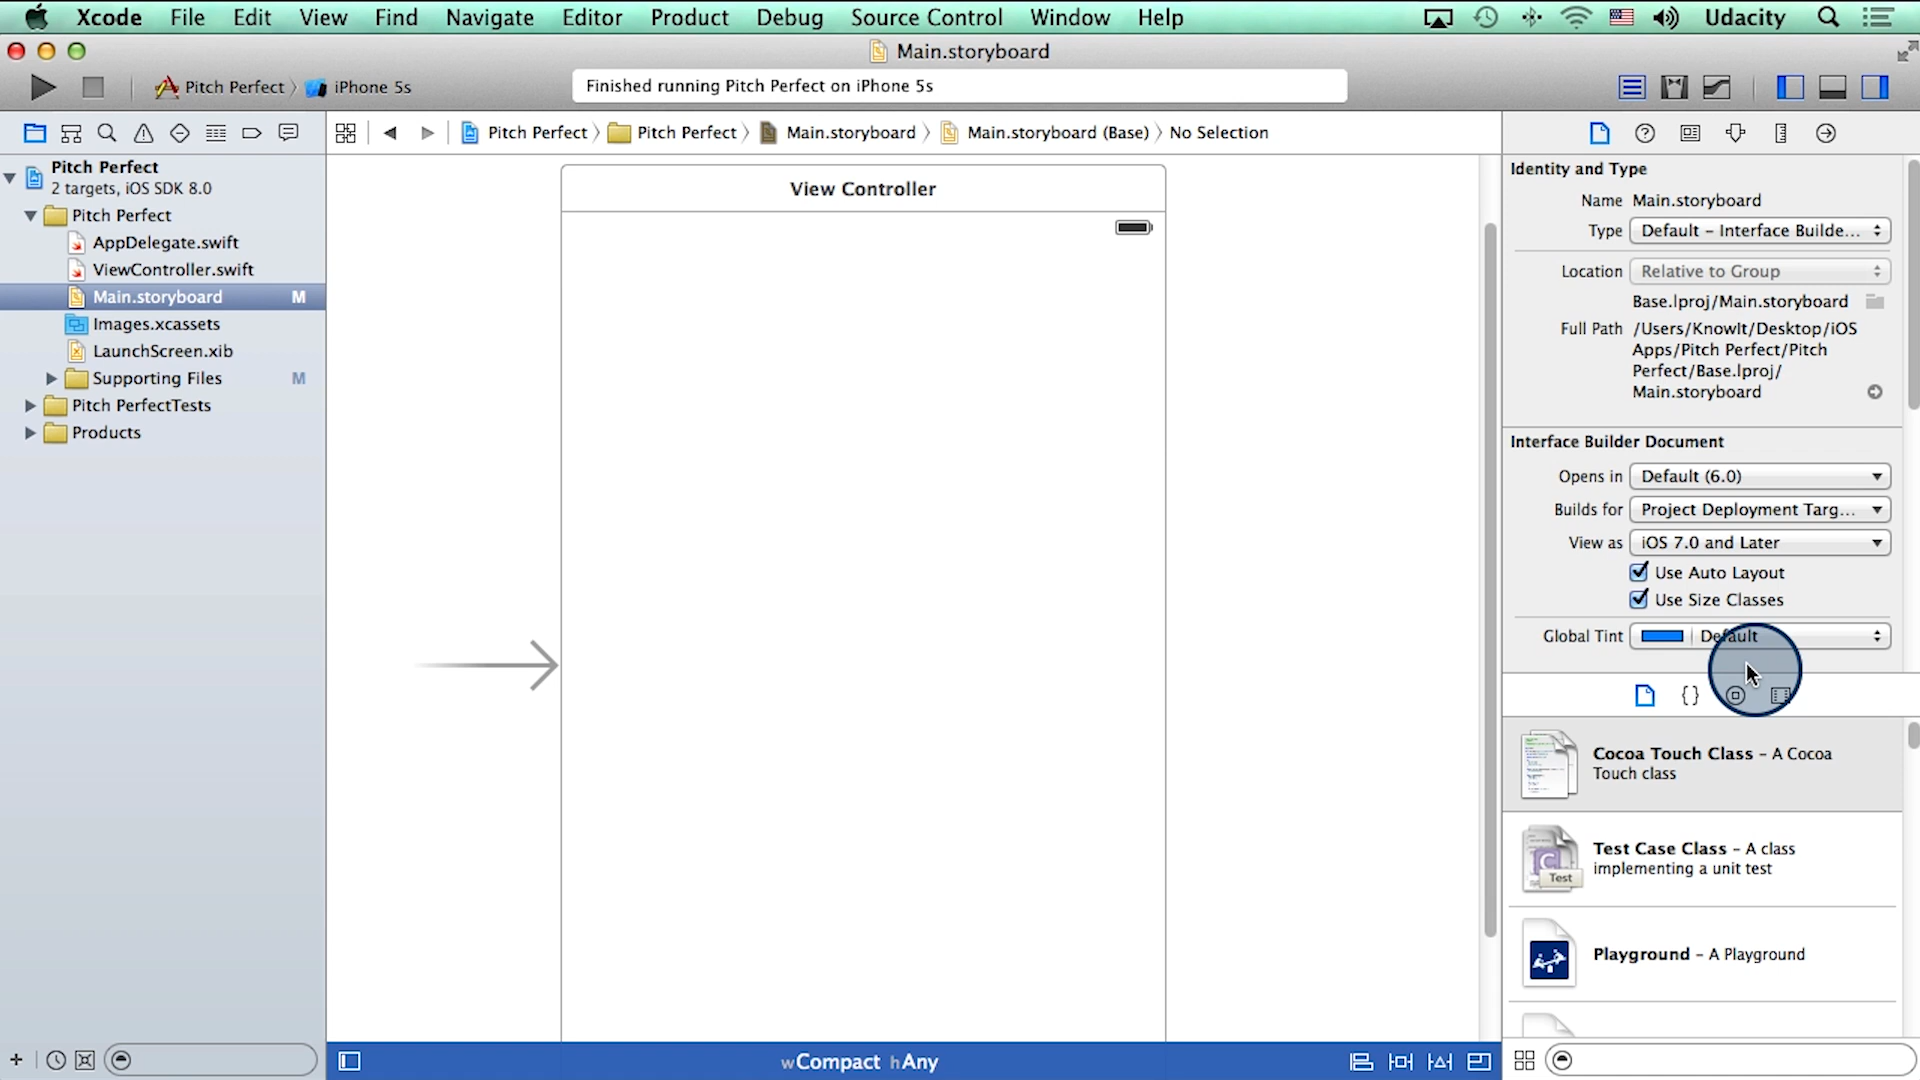 Xcode File Edit View Find Navigate Editor Product Debug Source Control Window Help Udacity
Main.storyboard
Pitch Perfect iPhone 5s
Finished running Pitch Perfect on iPhone 5s
Pitch Perfect Pitch Perfect Main.storyboard Main.storyboard (Base) No Selection
Pitch Perfect
2 targets, iOS SDK 8.0
Pitch Perfect
AppDelegate.swift
ViewController.swift
Main.storyboard M
Images.xcassets
LaunchScreen.xib
Supporting Files M
Pitch PerfectTests
Products
View Controller
wCompact hAny
Identity and Type
Name Main.storyboard
Type Default - Interface Builde...
Location Relative to Group
Base.lproj/Main.storyboard
Full Path /Users/KnowIt/Desktop/iOS
Apps/Pitch Perfect/Pitch
Perfect/Base.lproj/
Main.storyboard
Interface Builder Document
Opens in Default (6.0)
Builds for Project Deployment Targ...
View as iOS 7.0 and Later
Use Auto Layout
Use Size Classes
Global Tint Default
{}
Cocoa Touch Class - A Cocoa
Touch class
Test Case Class - A class
implementing a unit test
C
Test
Playground - A Playground